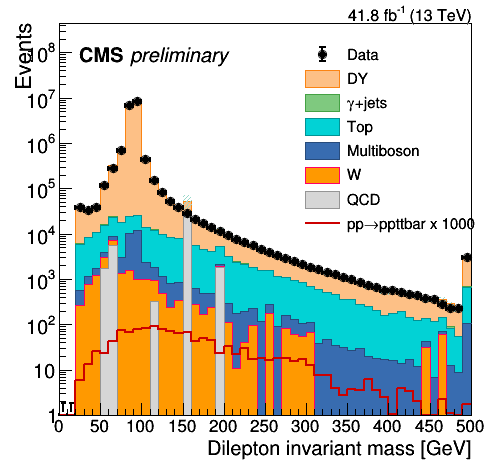 41.8 fb⁻¹ (13 TeV)
Events
CMS preliminary
Data
DY
γ+jets
Top
Multiboson
W
QCD
pp→ppttbar x 1000
10⁷
10⁶
10⁵
10⁴
10³
10²
10
1
0 50 100 150 200 250 300 350 400 450 500
Dilepton invariant mass [GeV]